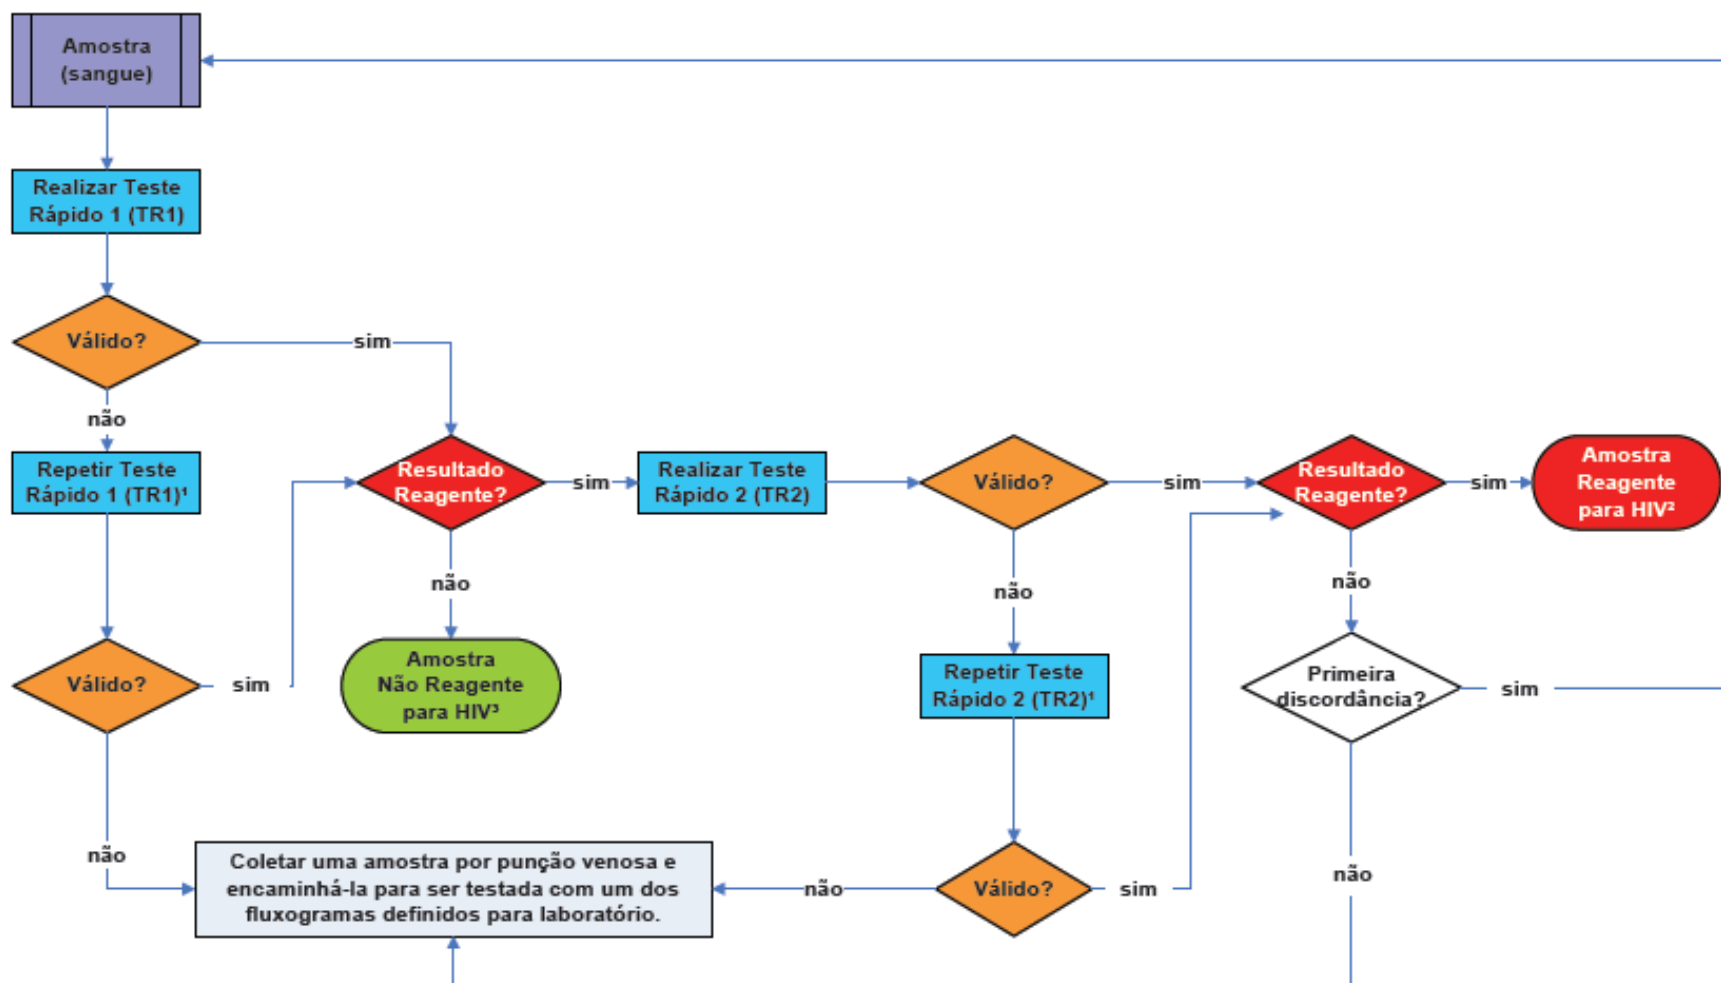 Amostra
(sangue)
Realizar Teste
Rápido 1 (TR1)
Válido?
sim
não
Repetir Teste
Rápido 1 (TR1)¹
Resultado
Reagente?
sim
Realizar Teste
Rápido 2 (TR2)
Válido?
sim
Resultado
Reagente?
sim
Amostra
Reagente
para HIV²
não
não
não
Válido?
sim
Amostra
Não Reagente
para HIV³
Repetir Teste
Rápido 2 (TR2)¹
Primeira
discordância?
sim
não
Coletar uma amostra por punção venosa e
encaminhá-la para ser testada com um dos
fluxogramas definidos para laboratório.
não
Válido?
sim
não